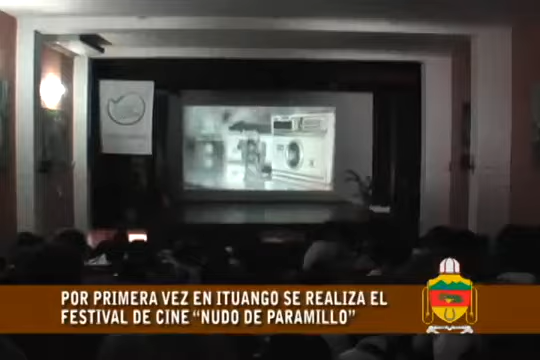 POR PRIMERA VEZ EN ITUANGO SE REALIZA EL
FESTIVAL DE CINE “NUDO DE PARAMILLO”